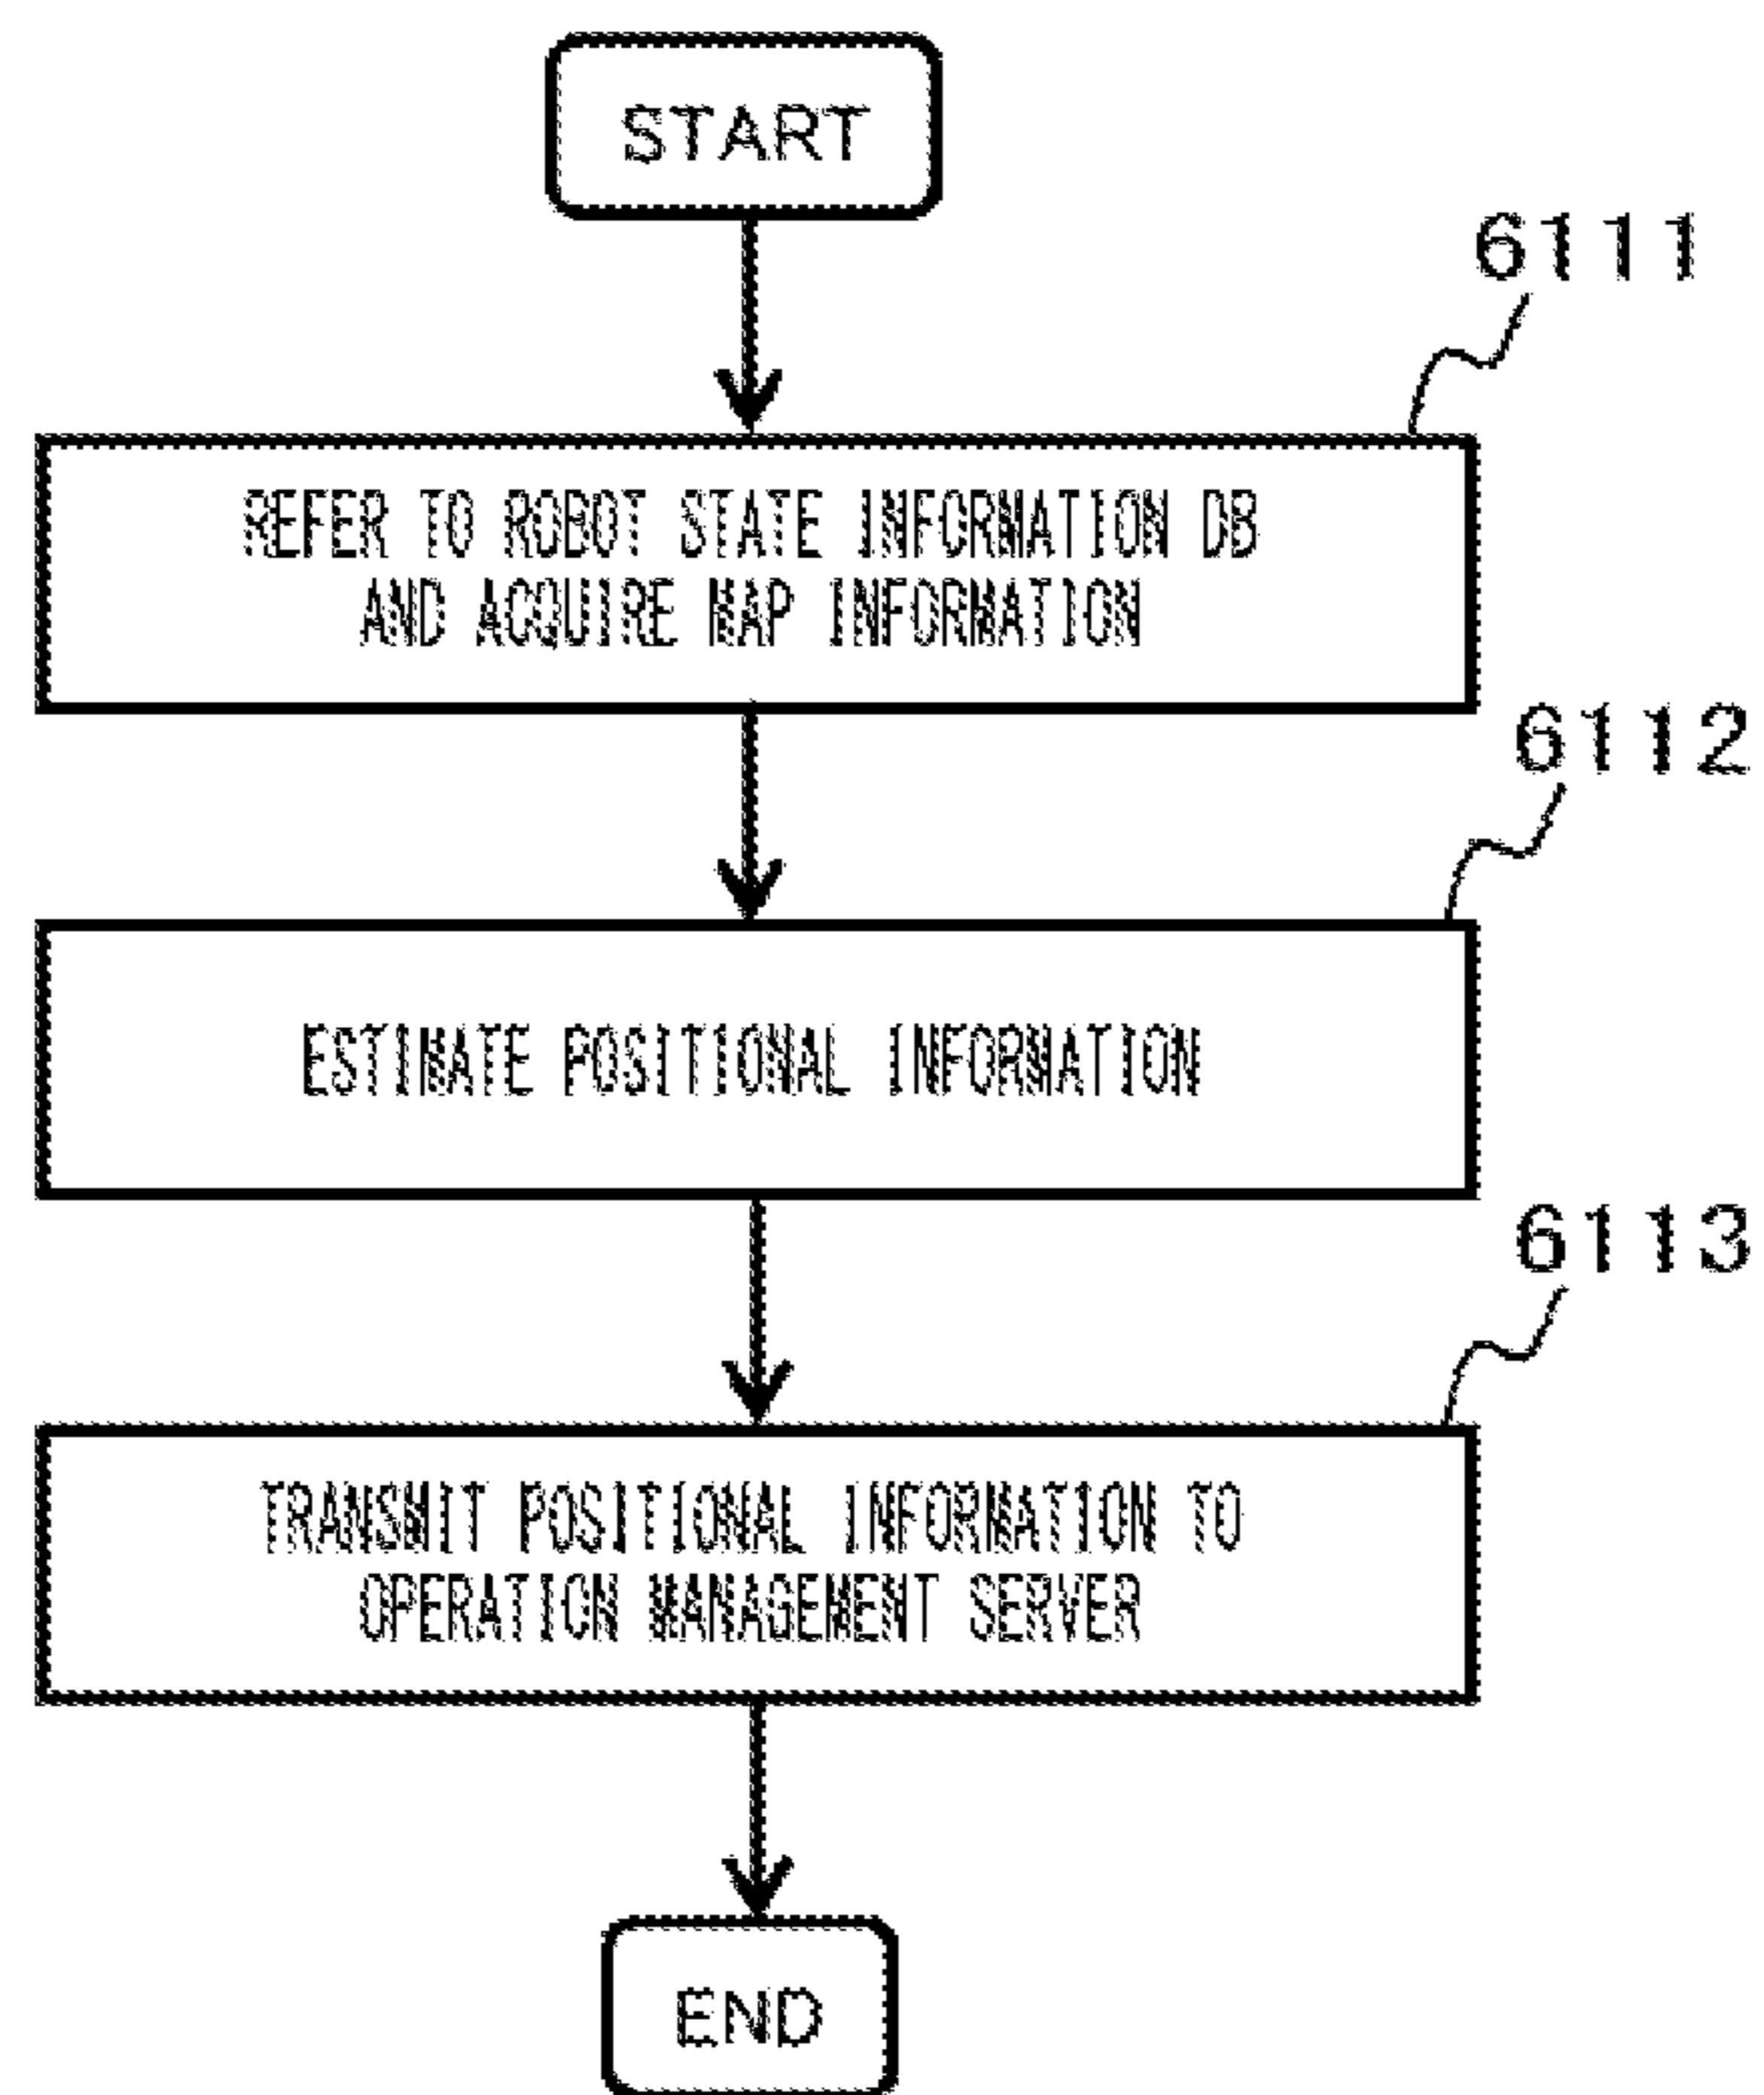 START
6111
REFER TO ROBOT STATE INFORMATION DB
AND ACQUIRE MAP INFORMATION
6112
ESTIMATE POSITIONAL INFORMATION
6113
TRANSMIT POSITIONAL INFORMATION TO
OPERATION MANAGEMENT SERVER
END